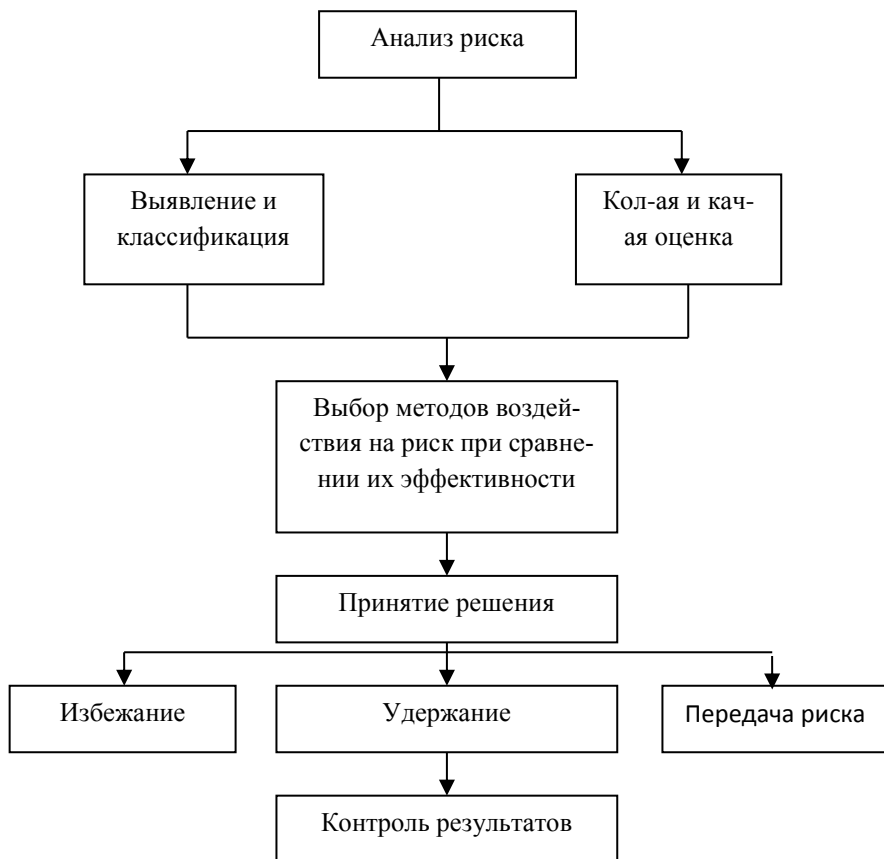 Анализ риска
Выявление и
классификация
Кол-ая и кач-
ая оценка
Выбор методов воздей-
ствия на риск при сравне-
нии их эффективности
Принятие решения
Избежание
Удержание
Передача риска
Контроль результатов